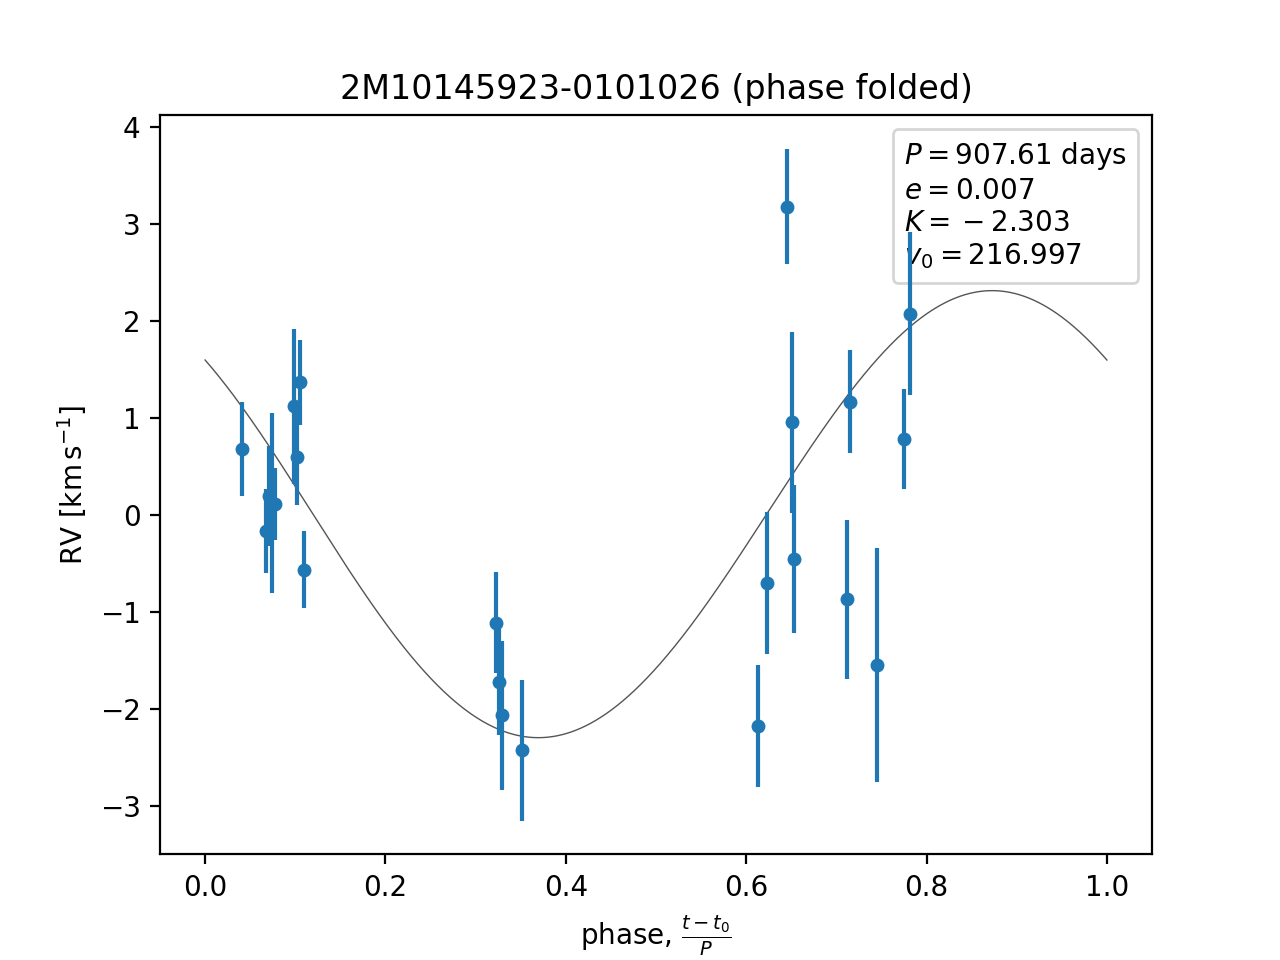 2M10145923-0101026 (phase folded)
P = 907.61 days
e = 0.007
K = −2.303
v₀ = 216.997
4
3
2
1
0
−1
−2
−3
RV [km s⁻¹]
0.0 0.2 0.4 0.6 0.8 1.0
phase, (t − t₀)/P